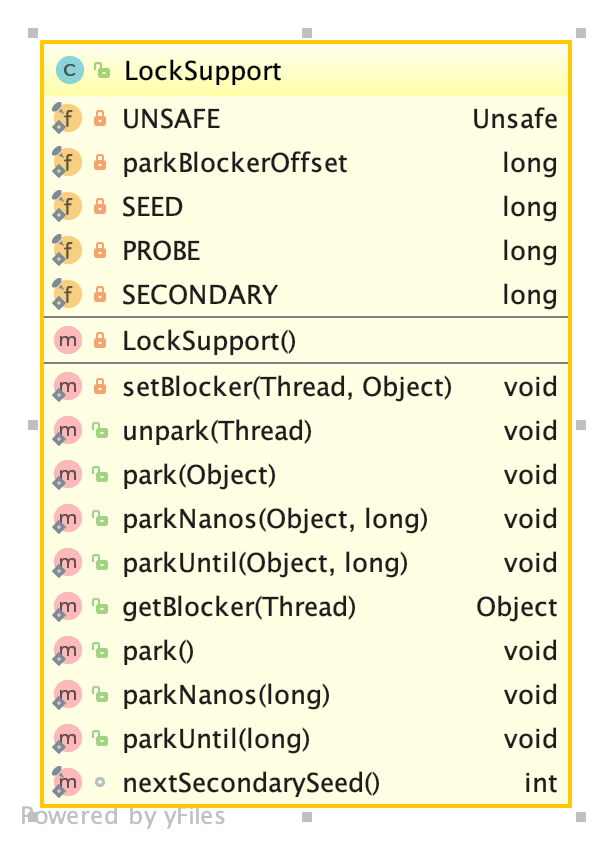 C LockSupport
f UNSAFE Unsafe
f parkBlockerOffset long
f SEED long
f PROBE long
f SECONDARY long
m LockSupport()
m setBlocker(Thread, Object) void
m unpark(Thread) void
m park(Object) void
m parkNanos(Object, long) void
m parkUntil(Object, long) void
m getBlocker(Thread) Object
m park() void
m parkNanos(long) void
m parkUntil(long) void
m nextSecondarySeed() int
Powered by yFiles